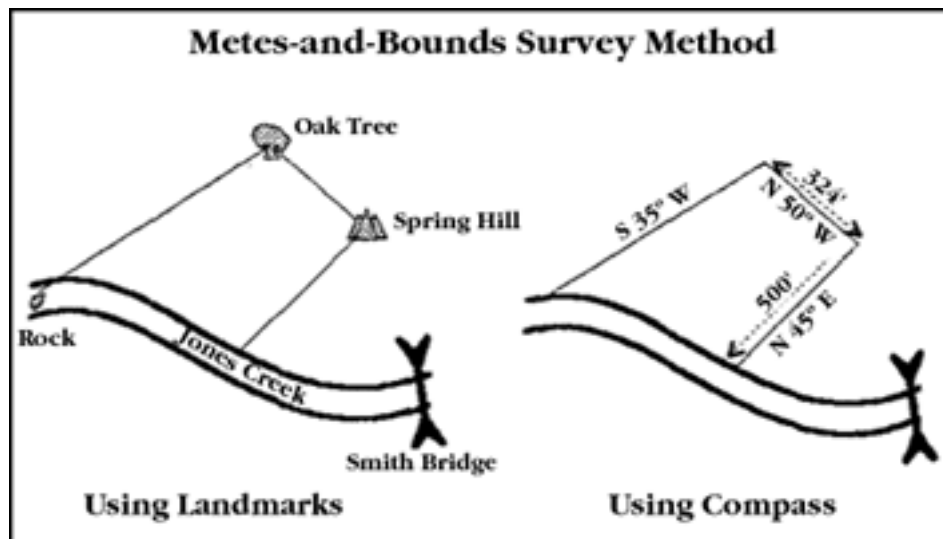 Metes-and-Bounds Survey Method
Oak Tree
Spring Hill
Rock
Jones Creek
Smith Bridge
Using Landmarks
S 35° W
324'
N 50° W
500'
N 45° E
Using Compass